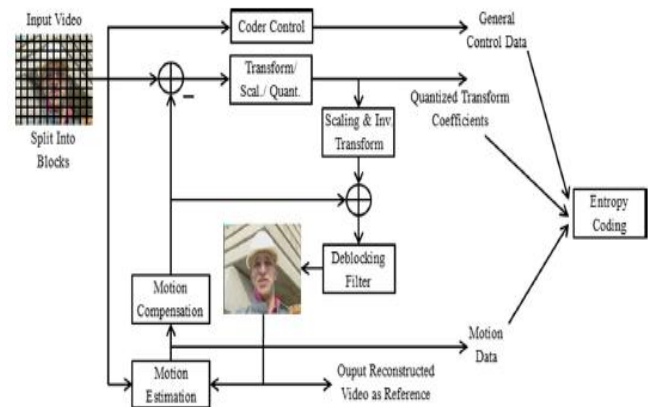 Input Video
Split Into
Blocks
Coder Control
Transform/
Scal./ Quant.
Scaling & Inv.
Transform
Deblocking
Filter
Motion
Compensation
Motion
Estimation
General
Control Data
Quantized Transform
Coefficients
Entropy
Coding
Motion
Data
Ouput Reconstructed
Video as Reference